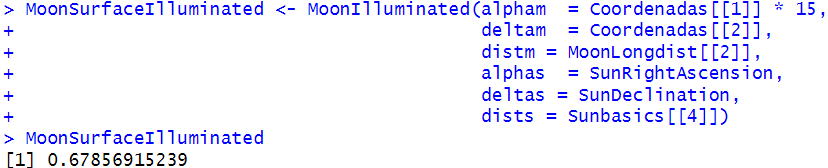 > MoonSurfaceIlluminated <- MoonIlluminated(alpham  = Coordenadas[[1]] * 15,
+                                           deltam  = Coordenadas[[2]],
+                                           distm = MoonLongdist[[2]],
+                                           alphas  = SunRightAscension,
+                                           deltas = SunDeclination,
+                                           dists = Sunbasics[[4]])
> MoonSurfaceIlluminated
[1] 0.67856915239